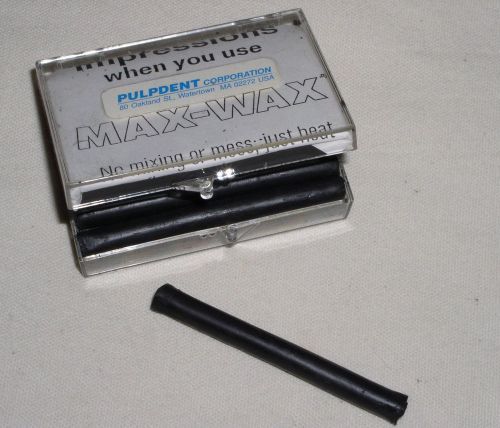 impressions
when you use
PULPDENT CORPORATION
80 Oakland St., Watertown MA 02272 USA
MAX-WAX®
No mixing or mess; just heat